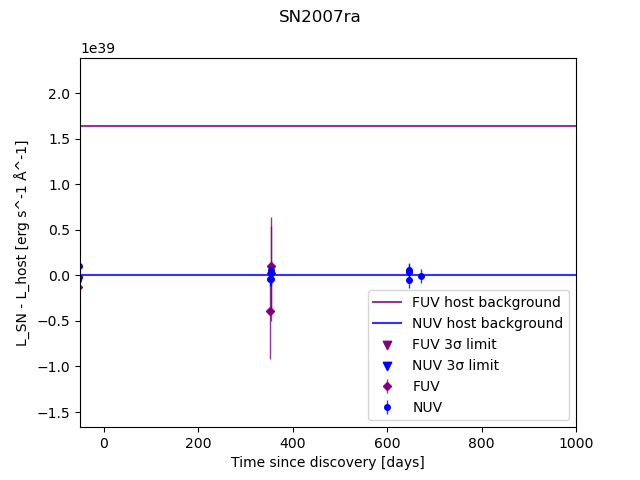 SN2007ra
1e39
2.0
1.5
1.0
0.5
0.0
−0.5
−1.0
−1.5
L_SN - L_host [erg s^-1 Å^-1]
FUV host background
NUV host background
FUV 3σ limit
NUV 3σ limit
FUV
NUV
0 200 400 600 800 1000
Time since discovery [days]